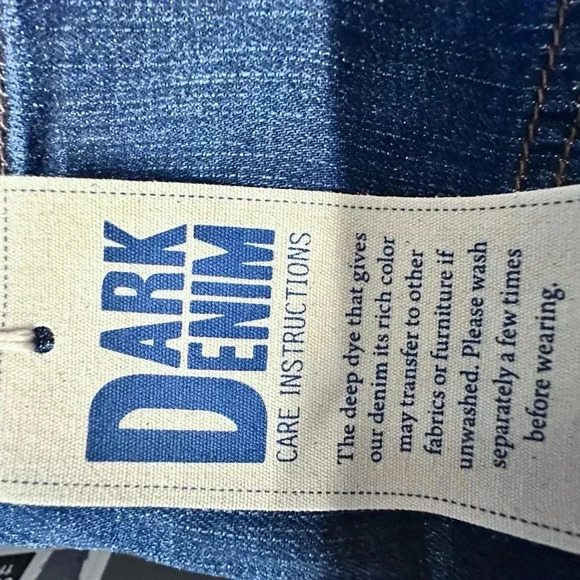 DARK
DENIM
CARE INSTRUCTIONS
The deep dye that gives
our denim its rich color
may transfer to other
fabrics or furniture if
unwashed. Please wash
separately a few times
before wearing.